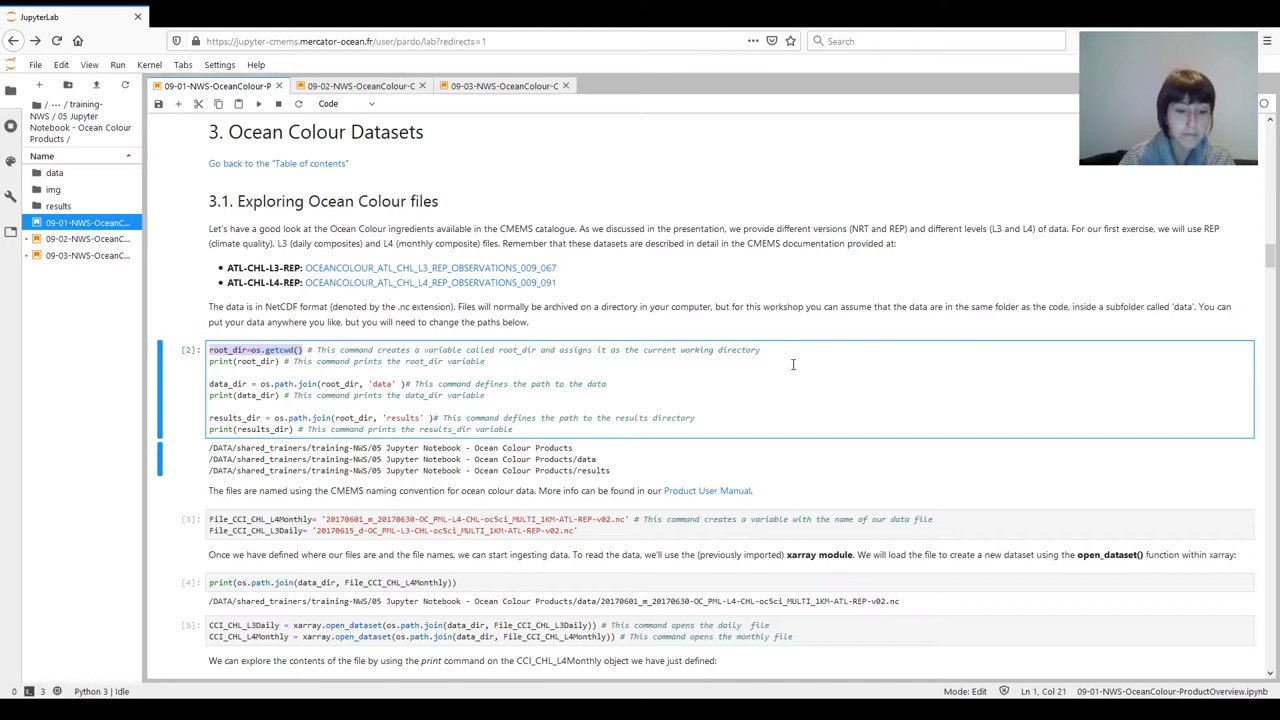 JupyterLab
https://jupyter-cmems.mercator-ocean.fr/user/pardo/lab?redirects=1
Search
File Edit View Run Kernel Tabs Settings Help
09-01-NWS-OceanColour-P
09-02-NWS-OceanColour-C
09-03-NWS-OceanColour-C
Code
/ ··· / training-
NWS / 05 Jupyter
Notebook - Ocean Colour
Products /
Name
data
img
results
09-01-NWS-OceanC...
09-02-NWS-OceanC...
09-03-NWS-OceanC...
3. Ocean Colour Datasets
Go back to the "Table of contents"
3.1. Exploring Ocean Colour files
Let's have a good look at the Ocean Colour ingredients available in the CMEMS catalogue. As we discussed in the presentation, we provide different versions (NRT and REP) and different levels (L3 and L4) of data. For our first exercise, we will use REP
(climate quality), L3 (daily composites) and L4 (monthly composite) files. Remember that these datasets are described in detail in the CMEMS documentation provided at:
• ATL-CHL-L3-REP: OCEANCOLOUR_ATL_CHL_L3_REP_OBSERVATIONS_009_067
• ATL-CHL-L4-REP: OCEANCOLOUR_ATL_CHL_L4_REP_OBSERVATIONS_009_091
The data is in NetCDF format (denoted by the .nc extension). Files will normally be archived on a directory in your computer, but for this workshop you can assume that the data are in the same folder as the code, inside a subfolder called 'data'. You can
put your data anywhere you like, but you will need to change the paths below.
[2]: root_dir=os.getcwd() # This command creates a variable called root_dir and assigns it as the current working directory
print(root_dir) # This command prints the root_dir variable
data_dir = os.path.join(root_dir, 'data' )# This command defines the path to the data
print(data_dir) # This command prints the data_dir variable
results_dir = os.path.join(root_dir, 'results' )# This command defines the path to the results directory
print(results_dir) # This command prints the results_dir variable
/DATA/shared_trainers/training-NWS/05 Jupyter Notebook - Ocean Colour Products
/DATA/shared_trainers/training-NWS/05 Jupyter Notebook - Ocean Colour Products/data
/DATA/shared_trainers/training-NWS/05 Jupyter Notebook - Ocean Colour Products/results
The files are named using the CMEMS naming convention for ocean colour data. More info can be found in our Product User Manual.
[3]: File_CCI_CHL_L4Monthly= '20170601_m_20170630-OC_PML-L4-CHL-oc5ci_MULTI_1KM-ATL-REP-v02.nc' # This command creates a variable with the name of our data file
File_CCI_CHL_L3Daily= '20170615_d-OC_PML-L3-CHL-oc5ci_MULTI_1KM-ATL-REP-v02.nc'
Once we have defined where our files are and the file names, we can start ingesting data. To read the data, we'll use the (previously imported) xarray module. We will load the file to create a new dataset using the open_dataset() function within xarray:
[4]: print(os.path.join(data_dir, File_CCI_CHL_L4Monthly))
/DATA/shared_trainers/training-NWS/05 Jupyter Notebook - Ocean Colour Products/data/20170601_m_20170630-OC_PML-L4-CHL-oc5ci_MULTI_1KM-ATL-REP-v02.nc
[5]: CCI_CHL_L3Daily = xarray.open_dataset(os.path.join(data_dir, File_CCI_CHL_L3Daily)) # This command opens the daily  file
CCI_CHL_L4Monthly = xarray.open_dataset(os.path.join(data_dir, File_CCI_CHL_L4Monthly)) # This command opens the monthly file
We can explore the contents of the file by using the print command on the CCI_CHL_L4Monthly object we have just defined:
0 3 Python 3 | Idle
Mode: Edit Ln 1, Col 21 09-01-NWS-OceanColour-ProductOverview.ipynb